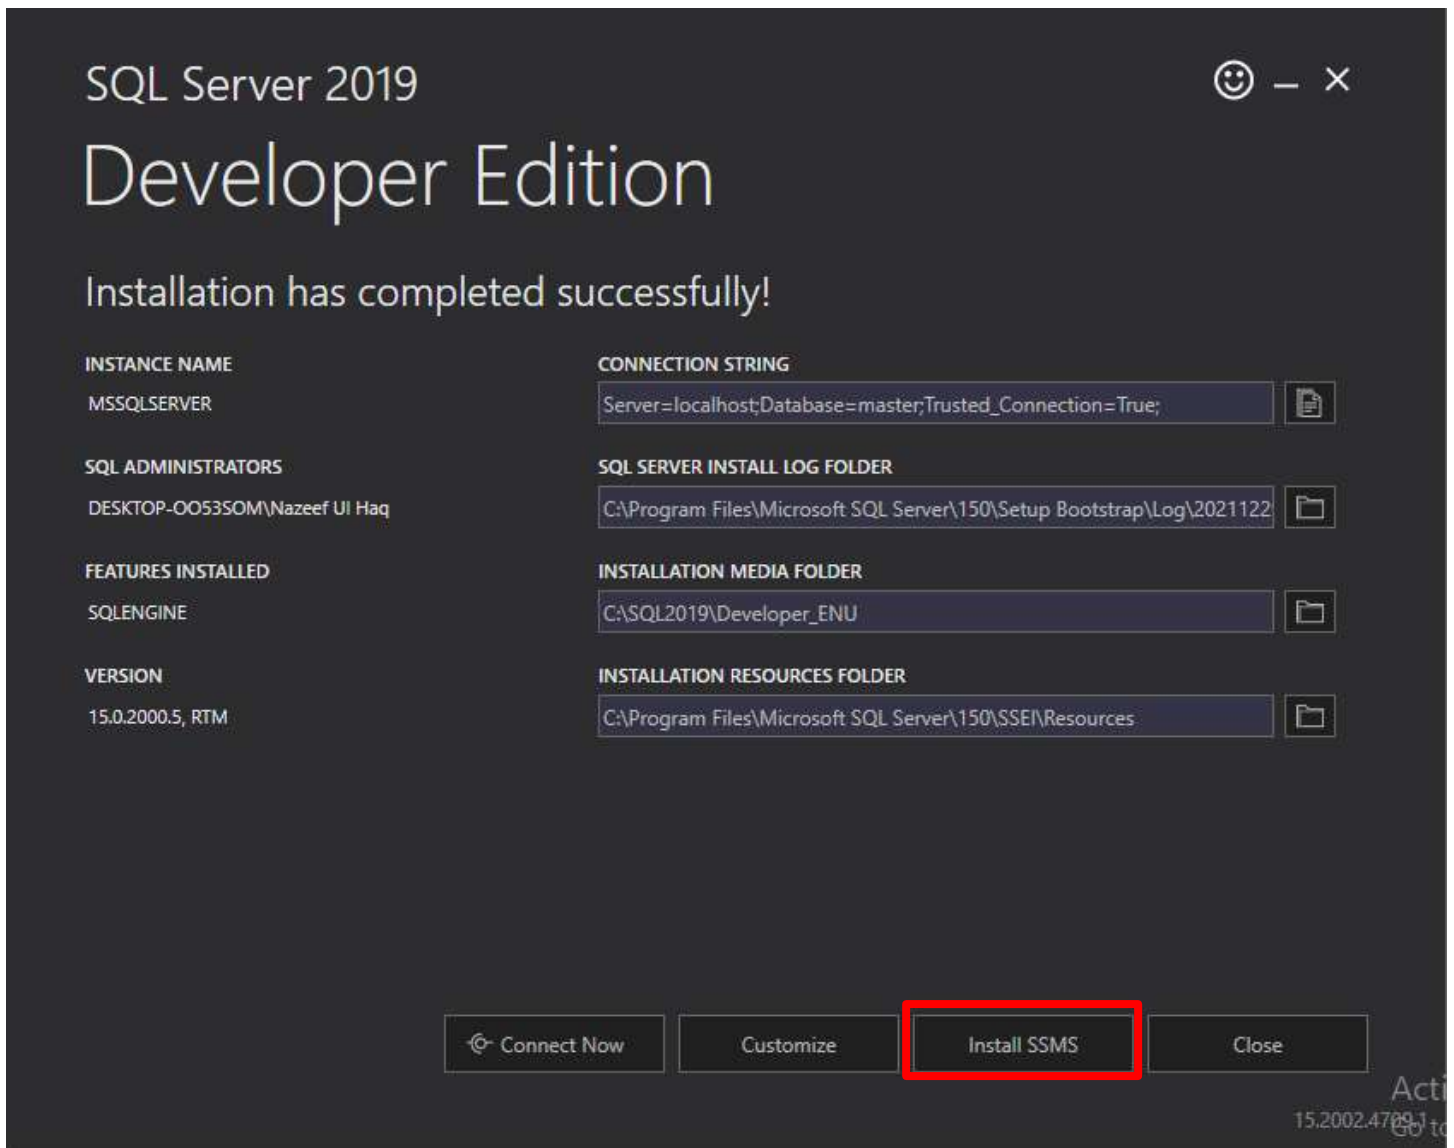 SQL Server 2019
Developer Edition
Installation has completed successfully!
INSTANCE NAME
MSSQLSERVER
CONNECTION STRING
Server=localhost;Database=master;Trusted_Connection=True;
SQL ADMINISTRATORS
DESKTOP-OO53SOM\Nazeef Ul Haq
SQL SERVER INSTALL LOG FOLDER
C:\Program Files\Microsoft SQL Server\150\Setup Bootstrap\Log\2021122
FEATURES INSTALLED
SQLENGINE
INSTALLATION MEDIA FOLDER
C:\SQL2019\Developer_ENU
VERSION
15.0.2000.5, RTM
INSTALLATION RESOURCES FOLDER
C:\Program Files\Microsoft SQL Server\150\SSEI\Resources
Connect Now
Customize
Install SSMS
Close
Acti
Go to